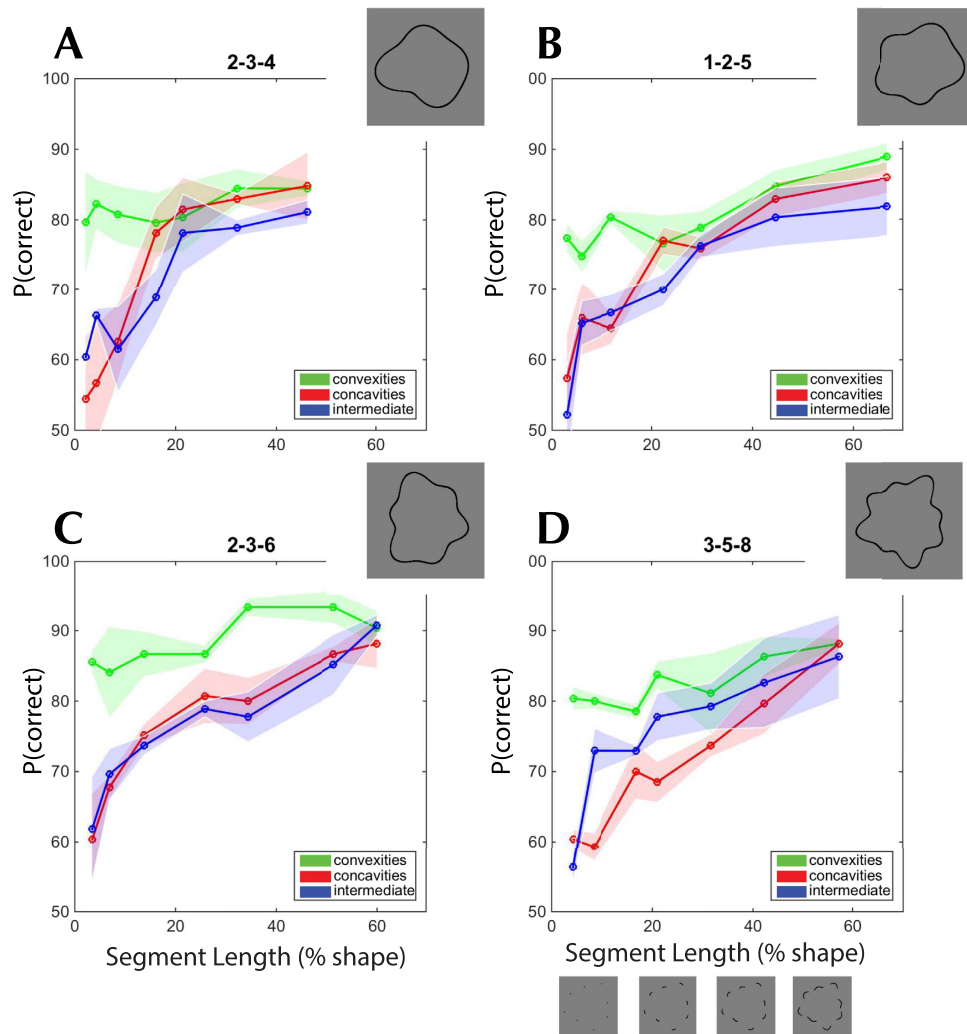 A
2-3-4
100
90
80
70
60
50
P(correct)
convexities
concavities
intermediate
0
20
40
60
B
1-2-5
00
90
80
70
60
50
P(correct)
convexities
concavities
intermediate
0
20
40
60
C
2-3-6
100
90
80
70
60
50
P(correct)
convexities
concavities
intermediate
0
20
40
60
Segment Length (% shape)
D
3-5-8
00
90
80
70
60
50
P(correct)
convexities
concavities
intermediate
0
20
40
60
Segment Length (% shape)